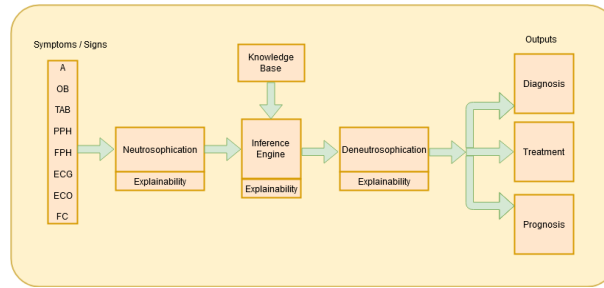 Symptoms / Signs
A
OB
TAB
PPH
FPH
ECG
ECO
FC
Neutrosophication
Explainability
Knowledge
Base
Inference
Engine
Explainability
Deneutrosophication
Explainability
Outputs
Diagnosis
Treatment
Prognosis